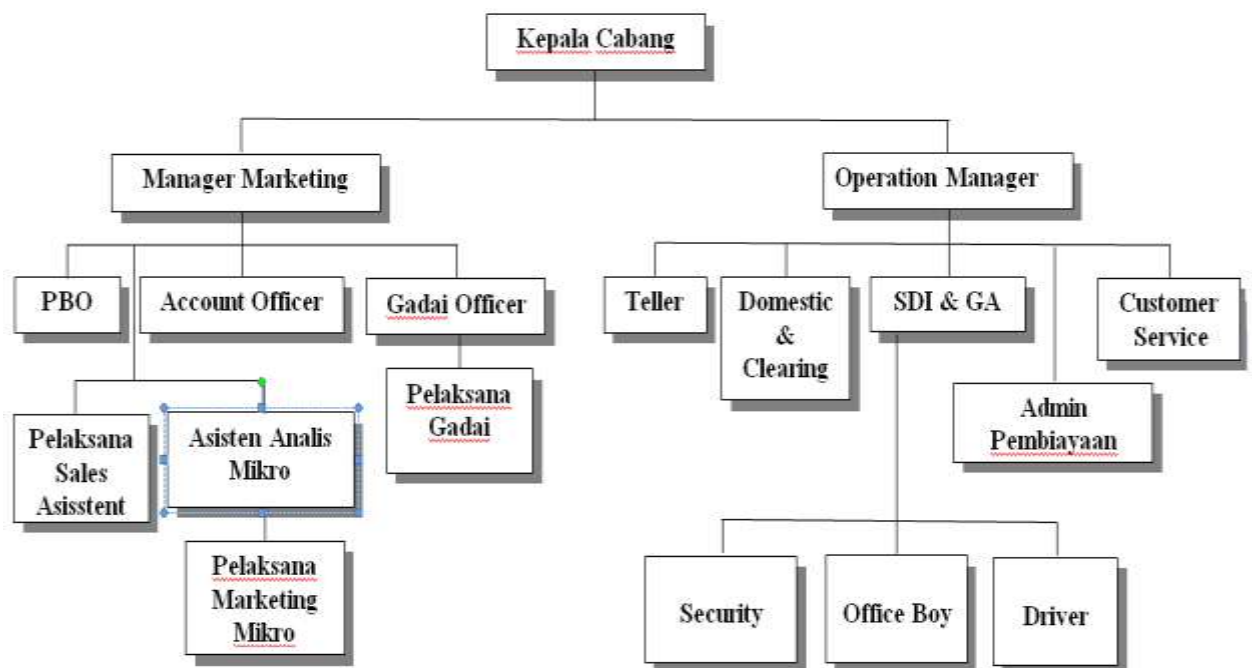 Kepala Cabang
Manager Marketing
Operation Manager
PBO
Account Officer
Gadai Officer
Teller
Domestic
&
Clearing
SDI & GA
Customer
Service
Pelaksana
Sales
Asisstent
Asisten Analis
Mikro
Pelaksana
Gadai
Admin
Pembiayaan
Pelaksana
Marketing
Mikro
Security
Office Boy
Driver